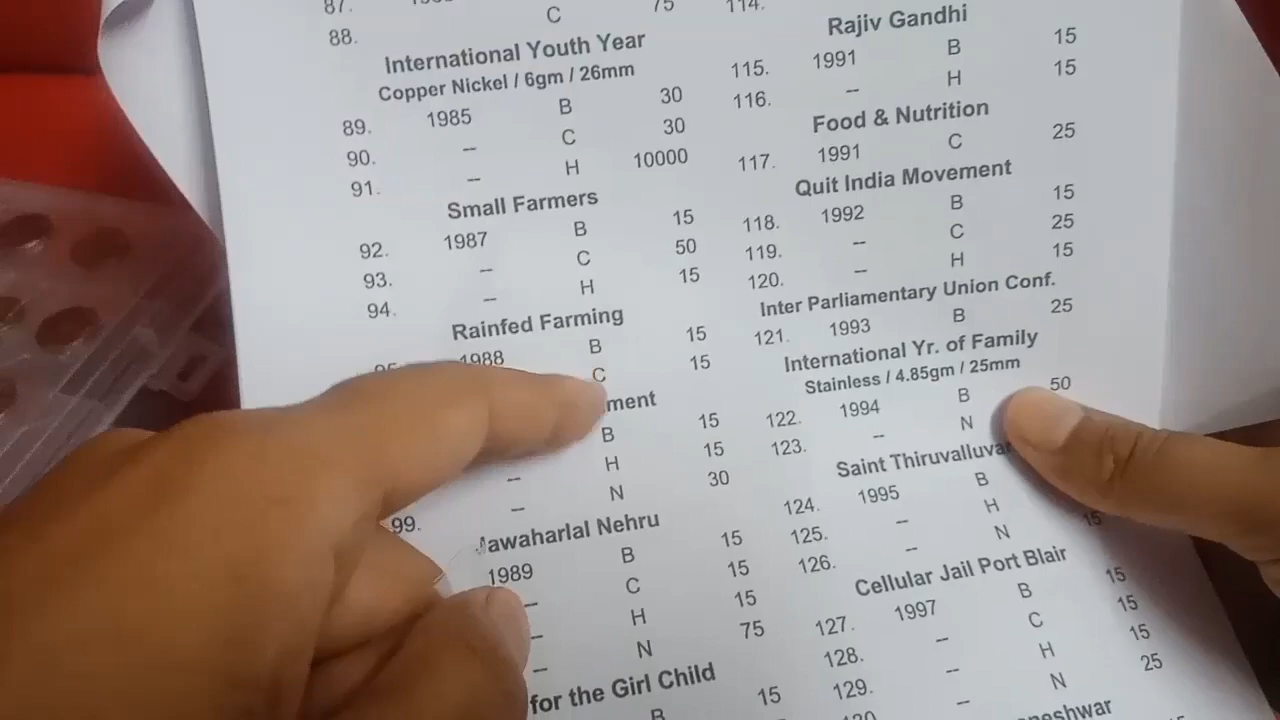 87.
C 75
88.
International Youth Year
Copper Nickel / 6gm / 26mm
89. 1985 B 30
90. -- C 30
91. -- H 10000
Small Farmers
92. 1987 B 15
93. -- C 50
94. -- H 15
Rainfed Farming
1988 B 15
C 15
ment
B 15
-- H 15
99. -- N 30
Jawaharlal Nehru
1989 B 15
-- C 15
-- H 15
-- N 75
for the Girl Child
B 15
114.
Rajiv Gandhi
115. 1991 B 15
116. -- H 15
Food & Nutrition
117. 1991 C 25
Quit India Movement
118. 1992 B 15
119. -- C 25
120. -- H 15
Inter Parliamentary Union Conf.
121. 1993 B 25
International Yr. of Family
Stainless / 4.85gm / 25mm
122. 1994 B 50
123. -- N
Saint Thiruvalluvar
124. 1995 B
125. -- H
126. -- N 15
Cellular Jail Port Blair
127. 1997 B 15
128. -- C 15
129. -- H 15
130 -- N 25
neshwar